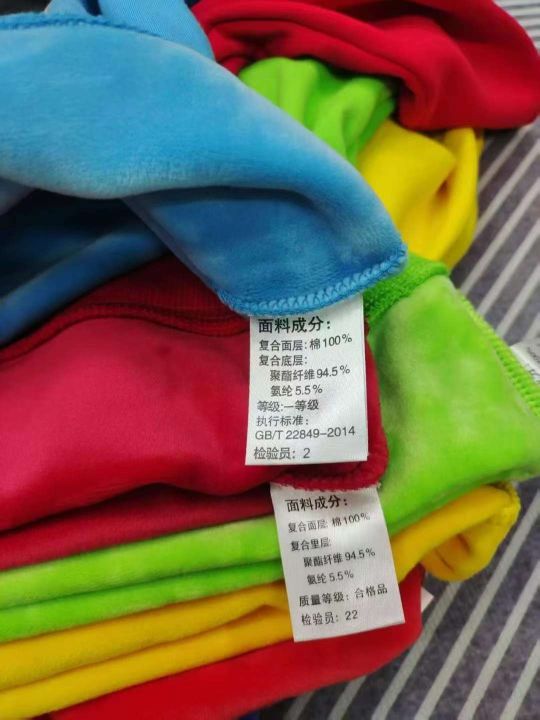 面料成分:
复合面层:棉100%
复合底层:
聚酯纤维94.5%
氨纶5.5%
等级:一等级
执行标准:
GB/T 22849-2014
检验员: 2
面料成分:
复合面层:棉100%
复合里层:
聚酯纤维94.5%
氨纶5.5%
质量等级: 合格品
检验员: 22